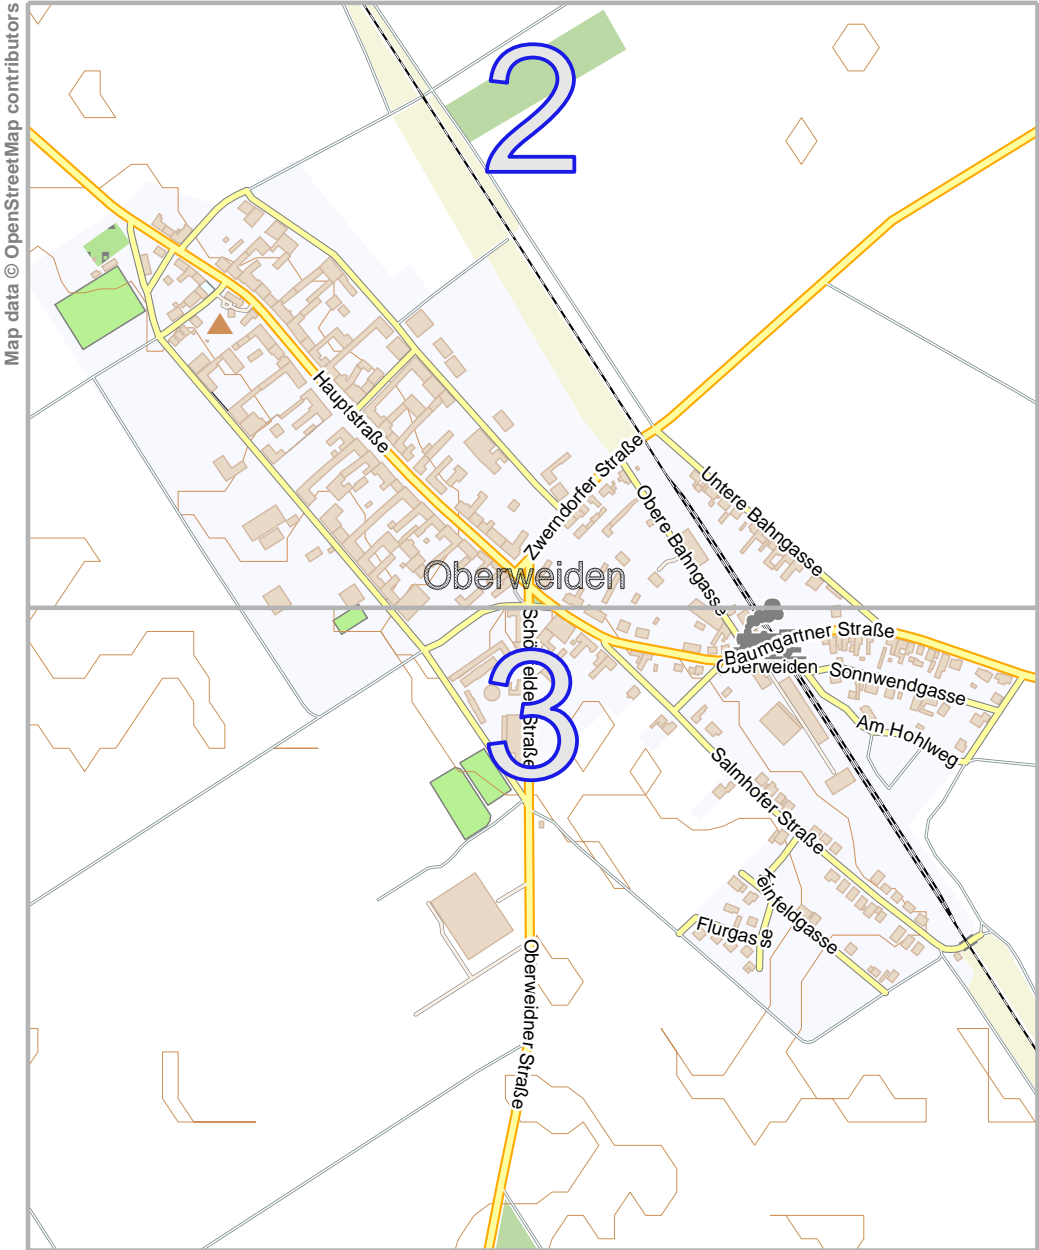 Map data © OpenStreetMap contributors
2
Hauptstraße
Zwerndorfer Straße
Untere Bahngasse
Obere Bahngasse
Oberweiden
3
Baumgartner Straße
Oberweiden
Sonnwendgasse
Am Hohlweg
Salmhofer Straße
Flurgasse
Oberweidner Straße